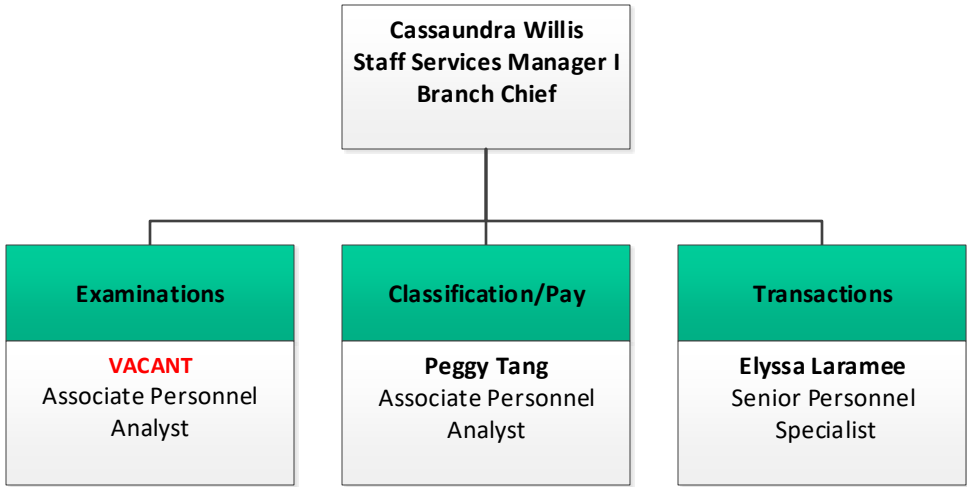 Cassaundra Willis
Staff Services Manager I
Branch Chief
Examinations
VACANT
Associate Personnel
Analyst
Classification/Pay
Peggy Tang
Associate Personnel
Analyst
Transactions
Elyssa Laramee
Senior Personnel
Specialist